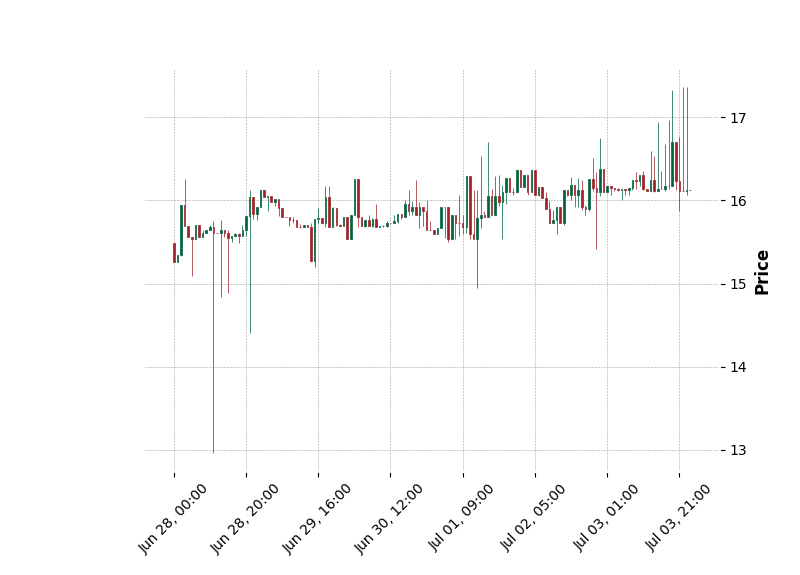 17
16
15
14
13
Price
Jun 28, 00:00
Jun 28, 20:00
Jun 29, 16:00
Jun 30, 12:00
Jul 01, 09:00
Jul 02, 05:00
Jul 03, 01:00
Jul 03, 21:00